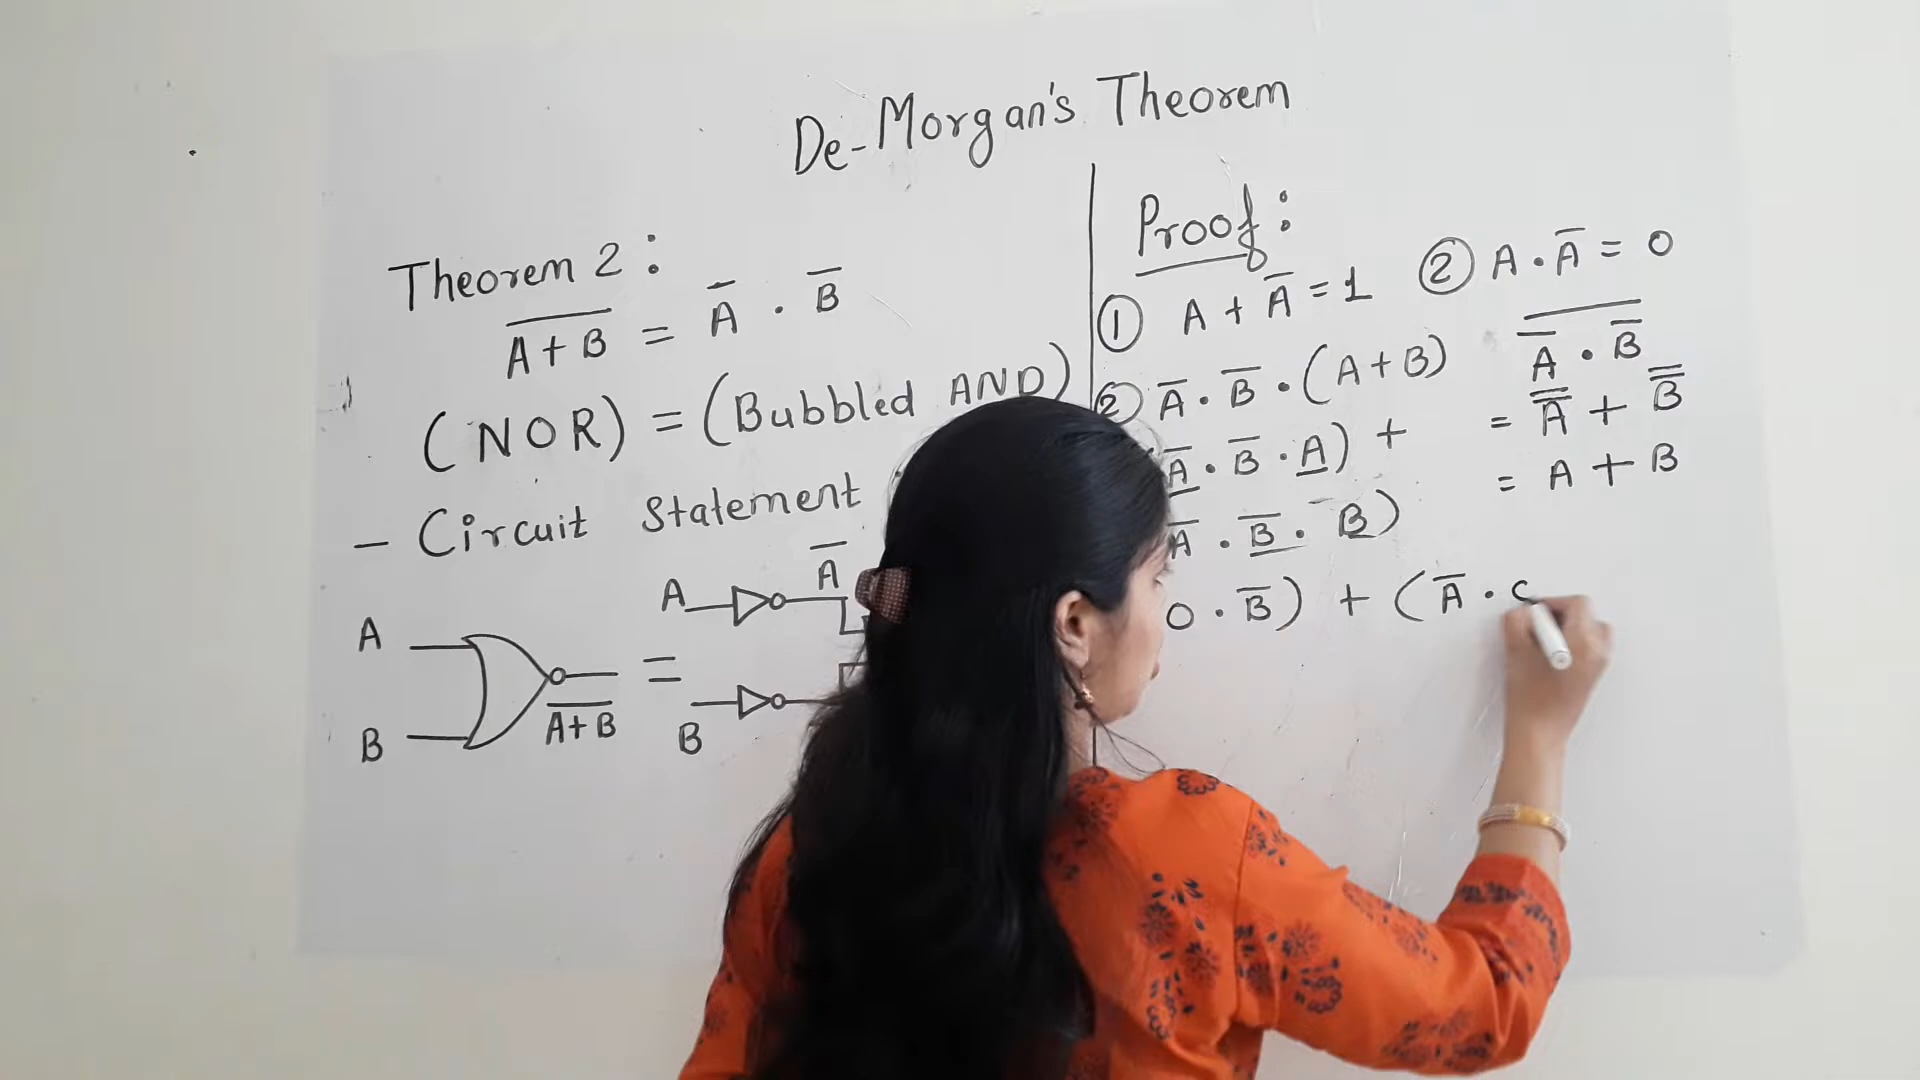 De-Morgan's Theorem
Theorem 2 :
A̅+̅B̅ = A̅ . B̅
(NOR) = (Bubbled AND)
- Circuit Statement
A
B
A̅+̅B̅
=
A
A̅
B
Proof :
① A + A̅ = 1 ② A . A̅ = 0
② A̅ . B̅ . (A + B)
A̅ . B̅ . A) +
A̅ . B̅ . B)
0 . B̅) + (A̅ .
A̅̅ ̅.̅ ̅B̅̅
= A̿ + B̿
= A + B